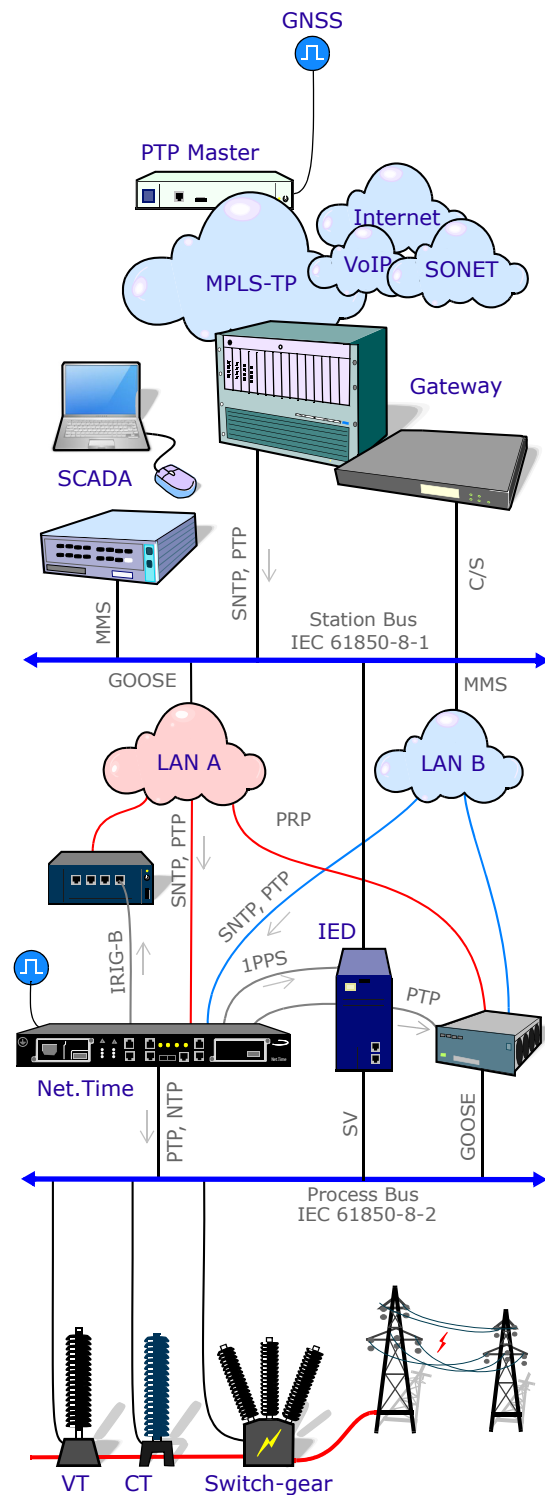 GNSS
PTP Master
Internet
VoIP
SONET
MPLS-TP
Gateway
SCADA
MMS
SNTP, PTP
C/S
Station Bus
IEC 61850-8-1
GOOSE
MMS
LAN A
LAN B
PRP
SNTP, PTP
SNTP, PTP
IED
IRIG-B
1PPS
PTP
Net.Time
Net.Time
PTP, NTP
SV
GOOSE
Process Bus
IEC 61850-8-2
VT
CT
Switch-gear